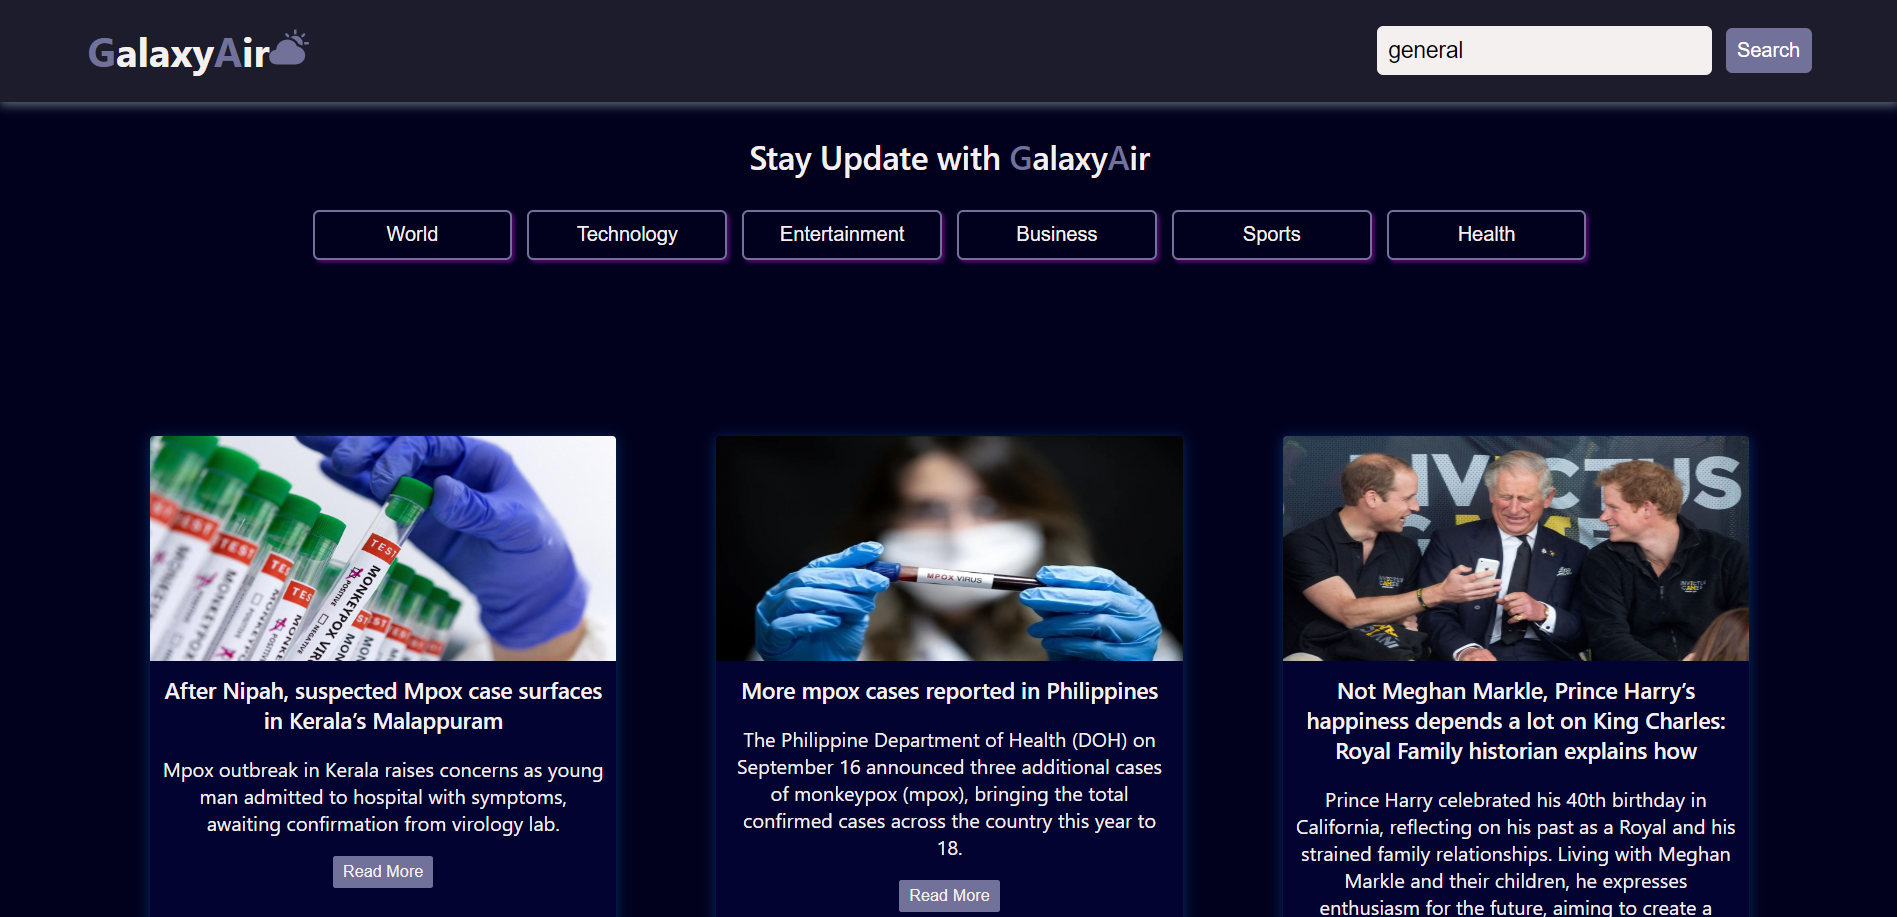 GalaxyAir
general
Search
Stay Update with GalaxyAir
World
Technology
Entertainment
Business
Sports
Health
TEST
MONKEYPOX VIRUS
POSITIVE
NEGATIVE
After Nipah, suspected Mpox case surfaces
in Kerala’s Malappuram
Mpox outbreak in Kerala raises concerns as young
man admitted to hospital with symptoms,
awaiting confirmation from virology lab.
Read More
MPOX VIRUS
More mpox cases reported in Philippines
The Philippine Department of Health (DOH) on
September 16 announced three additional cases
of monkeypox (mpox), bringing the total
confirmed cases across the country this year to
18.
Read More
INVICTUS
GAMES
INVICTUS
GAMES
Not Meghan Markle, Prince Harry’s
happiness depends a lot on King Charles:
Royal Family historian explains how
Prince Harry celebrated his 40th birthday in
California, reflecting on his past as a Royal and his
strained family relationships. Living with Meghan
Markle and their children, he expresses
enthusiasm for the future, aiming to create a